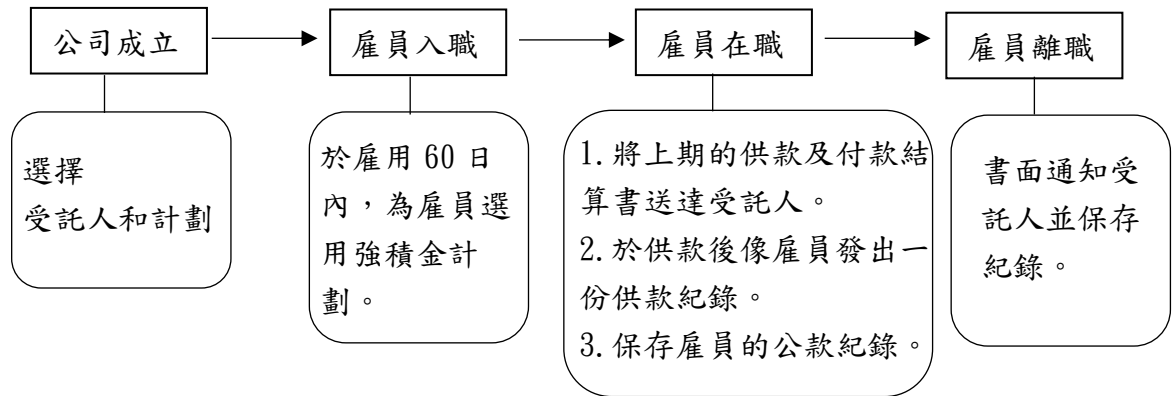 公司成立
雇員入職
雇員在職
雇員離職
選擇
受託人和計劃
於雇用 60 日
內，為雇員選
用強積金計
劃。
1.將上期的供款及付款結
算書送達受託人。
2.於供款後像雇員發出一
份供款紀錄。
3.保存雇員的公款紀錄。
書面通知受
託人並保存
紀錄。